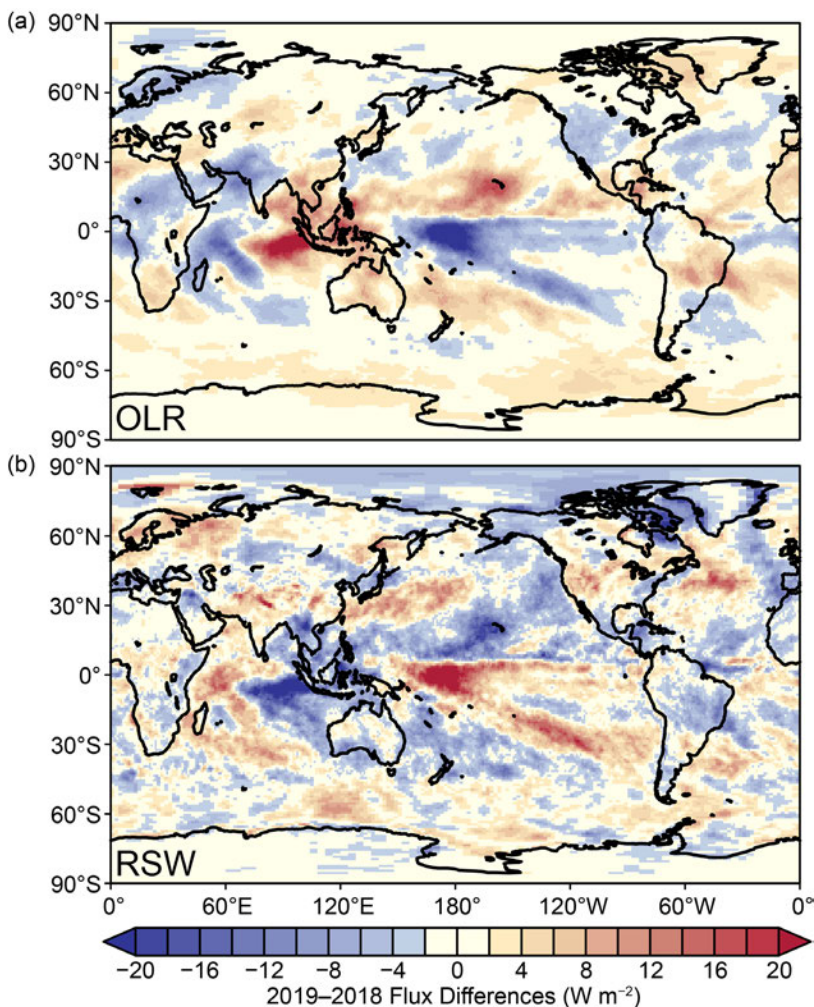 (a)
90°N
60°N
30°N
0°
30°S
60°S
90°S
OLR
(b)
90°N
60°N
30°N
0°
30°S
60°S
90°S
RSW
0° 60°E 120°E 180° 120°W 60°W 0°
−20 −16 −12 −8 −4 0 4 8 12 16 20
2019–2018 Flux Differences (W m⁻²)